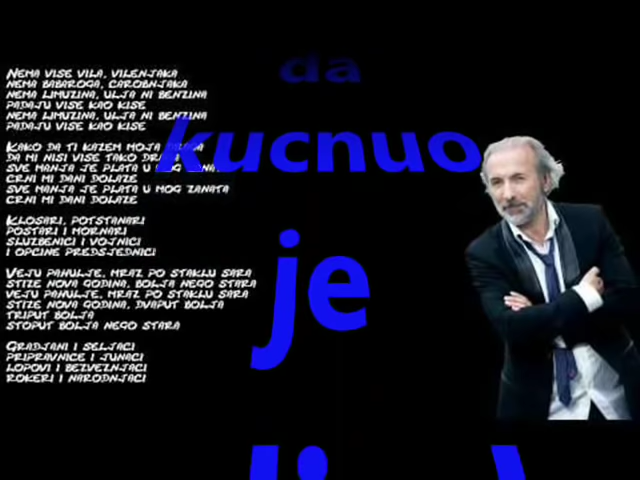 NEMA VISE VILA, VILENJAKA
NEMA BABAROGA, CAROBNJAKA
NEMA LIMUZINA, ULJA NI BENZINA
PADAJU VISE KAO KISE
NEMA LIMUZINA, ULJA NI BENZINA
PADAJU VISE KAO KISE
KAKO DA TI KAZEM MOJA DRAGA
DA MI NISI VISE TAKO DRAGA
SVE MANJA JE PLATA U MOG ZANATA
CRNI MI DANI DOLAZE
SVE MANJA JE PLATA U MOG ZANATA
CRNI MI DANI DOLAZE
KLOSARI, POTSTANARI
POSTARI I MORNARI
SLUZBENICI I VOJNICI
I OPCINE PREDSJEDNICI
VEJU PAHULJE, MRAZ PO STAKLU SARA
STIZE NOVA GODINA, BOLJA NEGO STARA
VEJU PAHULJE, MRAZ PO STAKLU SARA
STIZE NOVA GODINA, DVAPUT BOLJA
TRIPUT BOLJA
STOPUT BOLJA NEGO STARA
GRADJANI I SELJACI
PRIPRAVNICE I JUNACI
LOPOVI I BEZVEZNJACI
ROKERI I NARODNJACI
da
kucnuo
je